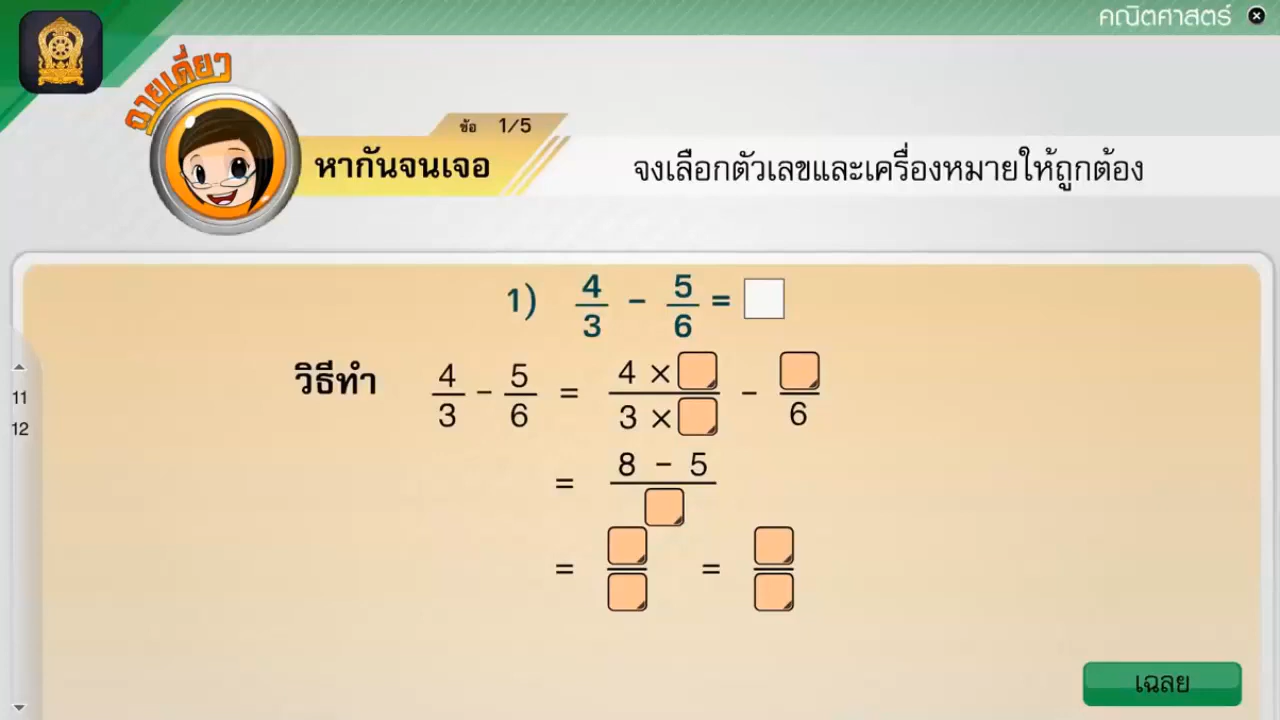 คณิตศาสตร์
ฉายเดี่ยว
ข้อ 1/5
หากันจนเจอ
จงเลือกตัวเลขและเครื่องหมายให้ถูกต้อง
1) 4/3 - 5/6 =
วิธีทำ 4/3 - 5/6 = 4 × / 3 × - /6
= 8 - 5 /
= =
11
12
เฉลย